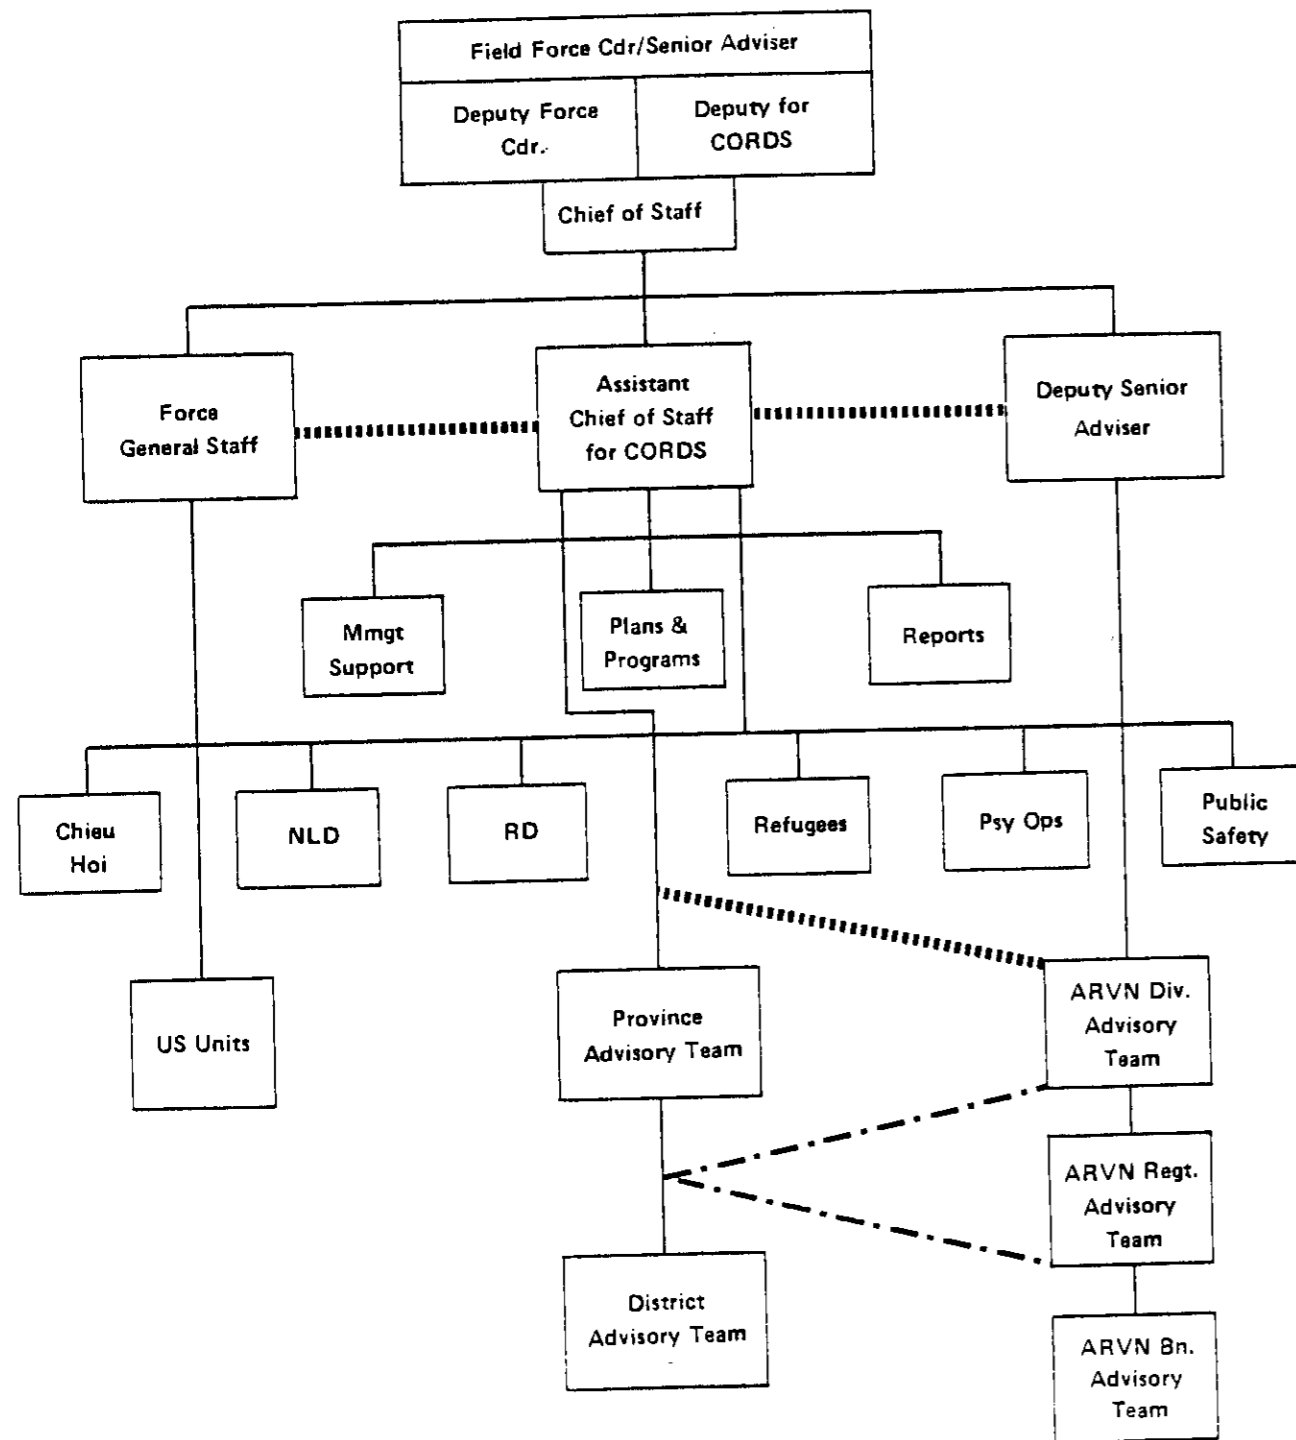 Field Force Cdr/Senior Adviser
Deputy Force
Cdr.
Deputy for
CORDS
Chief of Staff
Force
General Staff
Assistant
Chief of Staff
for CORDS
Deputy Senior
Adviser
Mmgt
Support
Plans &
Programs
Reports
Chieu
Hoi
NLD
RD
Refugees
Psy Ops
Public
Safety
US Units
Province
Advisory Team
ARVN Div.
Advisory
Team
ARVN Regt.
Advisory
Team
District
Advisory Team
ARVN Bn.
Advisory
Team